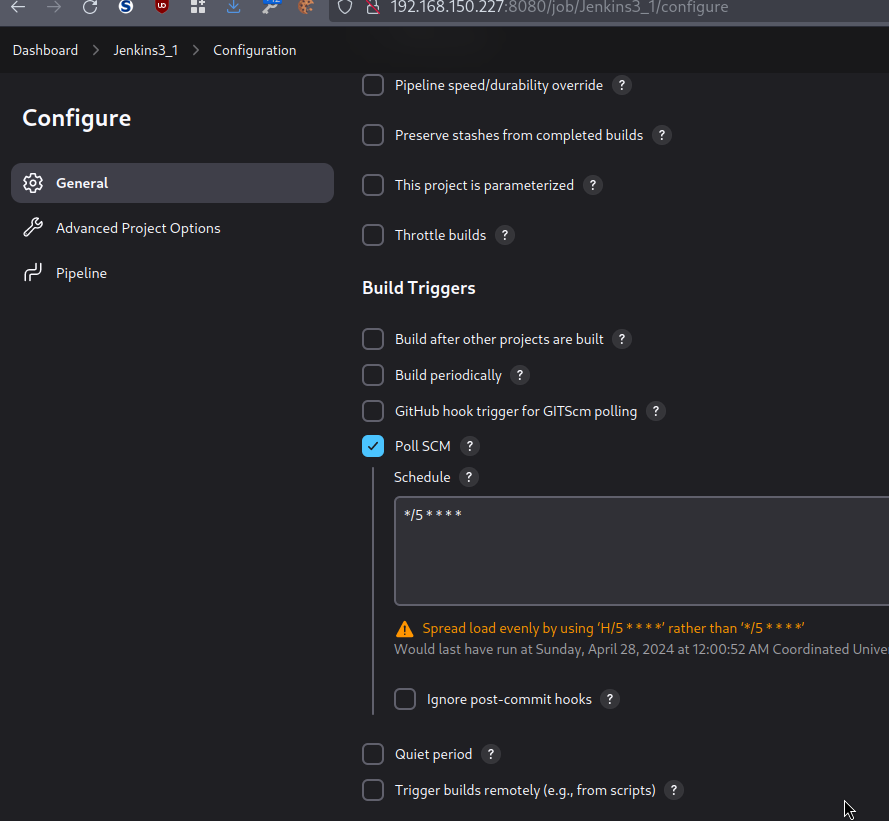 192.168.150.227:8080/job/Jenkins3_1/configure
Dashboard > Jenkins3_1 > Configuration
Configure
General
Advanced Project Options
Pipeline
Pipeline speed/durability override ?
Preserve stashes from completed builds ?
This project is parameterized ?
Throttle builds ?
Build Triggers
Build after other projects are built ?
Build periodically ?
GitHub hook trigger for GITScm polling ?
Poll SCM ?
Schedule ?
*/5 * * * *
Spread load evenly by using ‘H/5 * * * *’ rather than ‘*/5 * * * *’
Would last have run at Sunday, April 28, 2024 at 12:00:52 AM Coordinated Unive
Ignore post-commit hooks ?
Quiet period ?
Trigger builds remotely (e.g., from scripts) ?